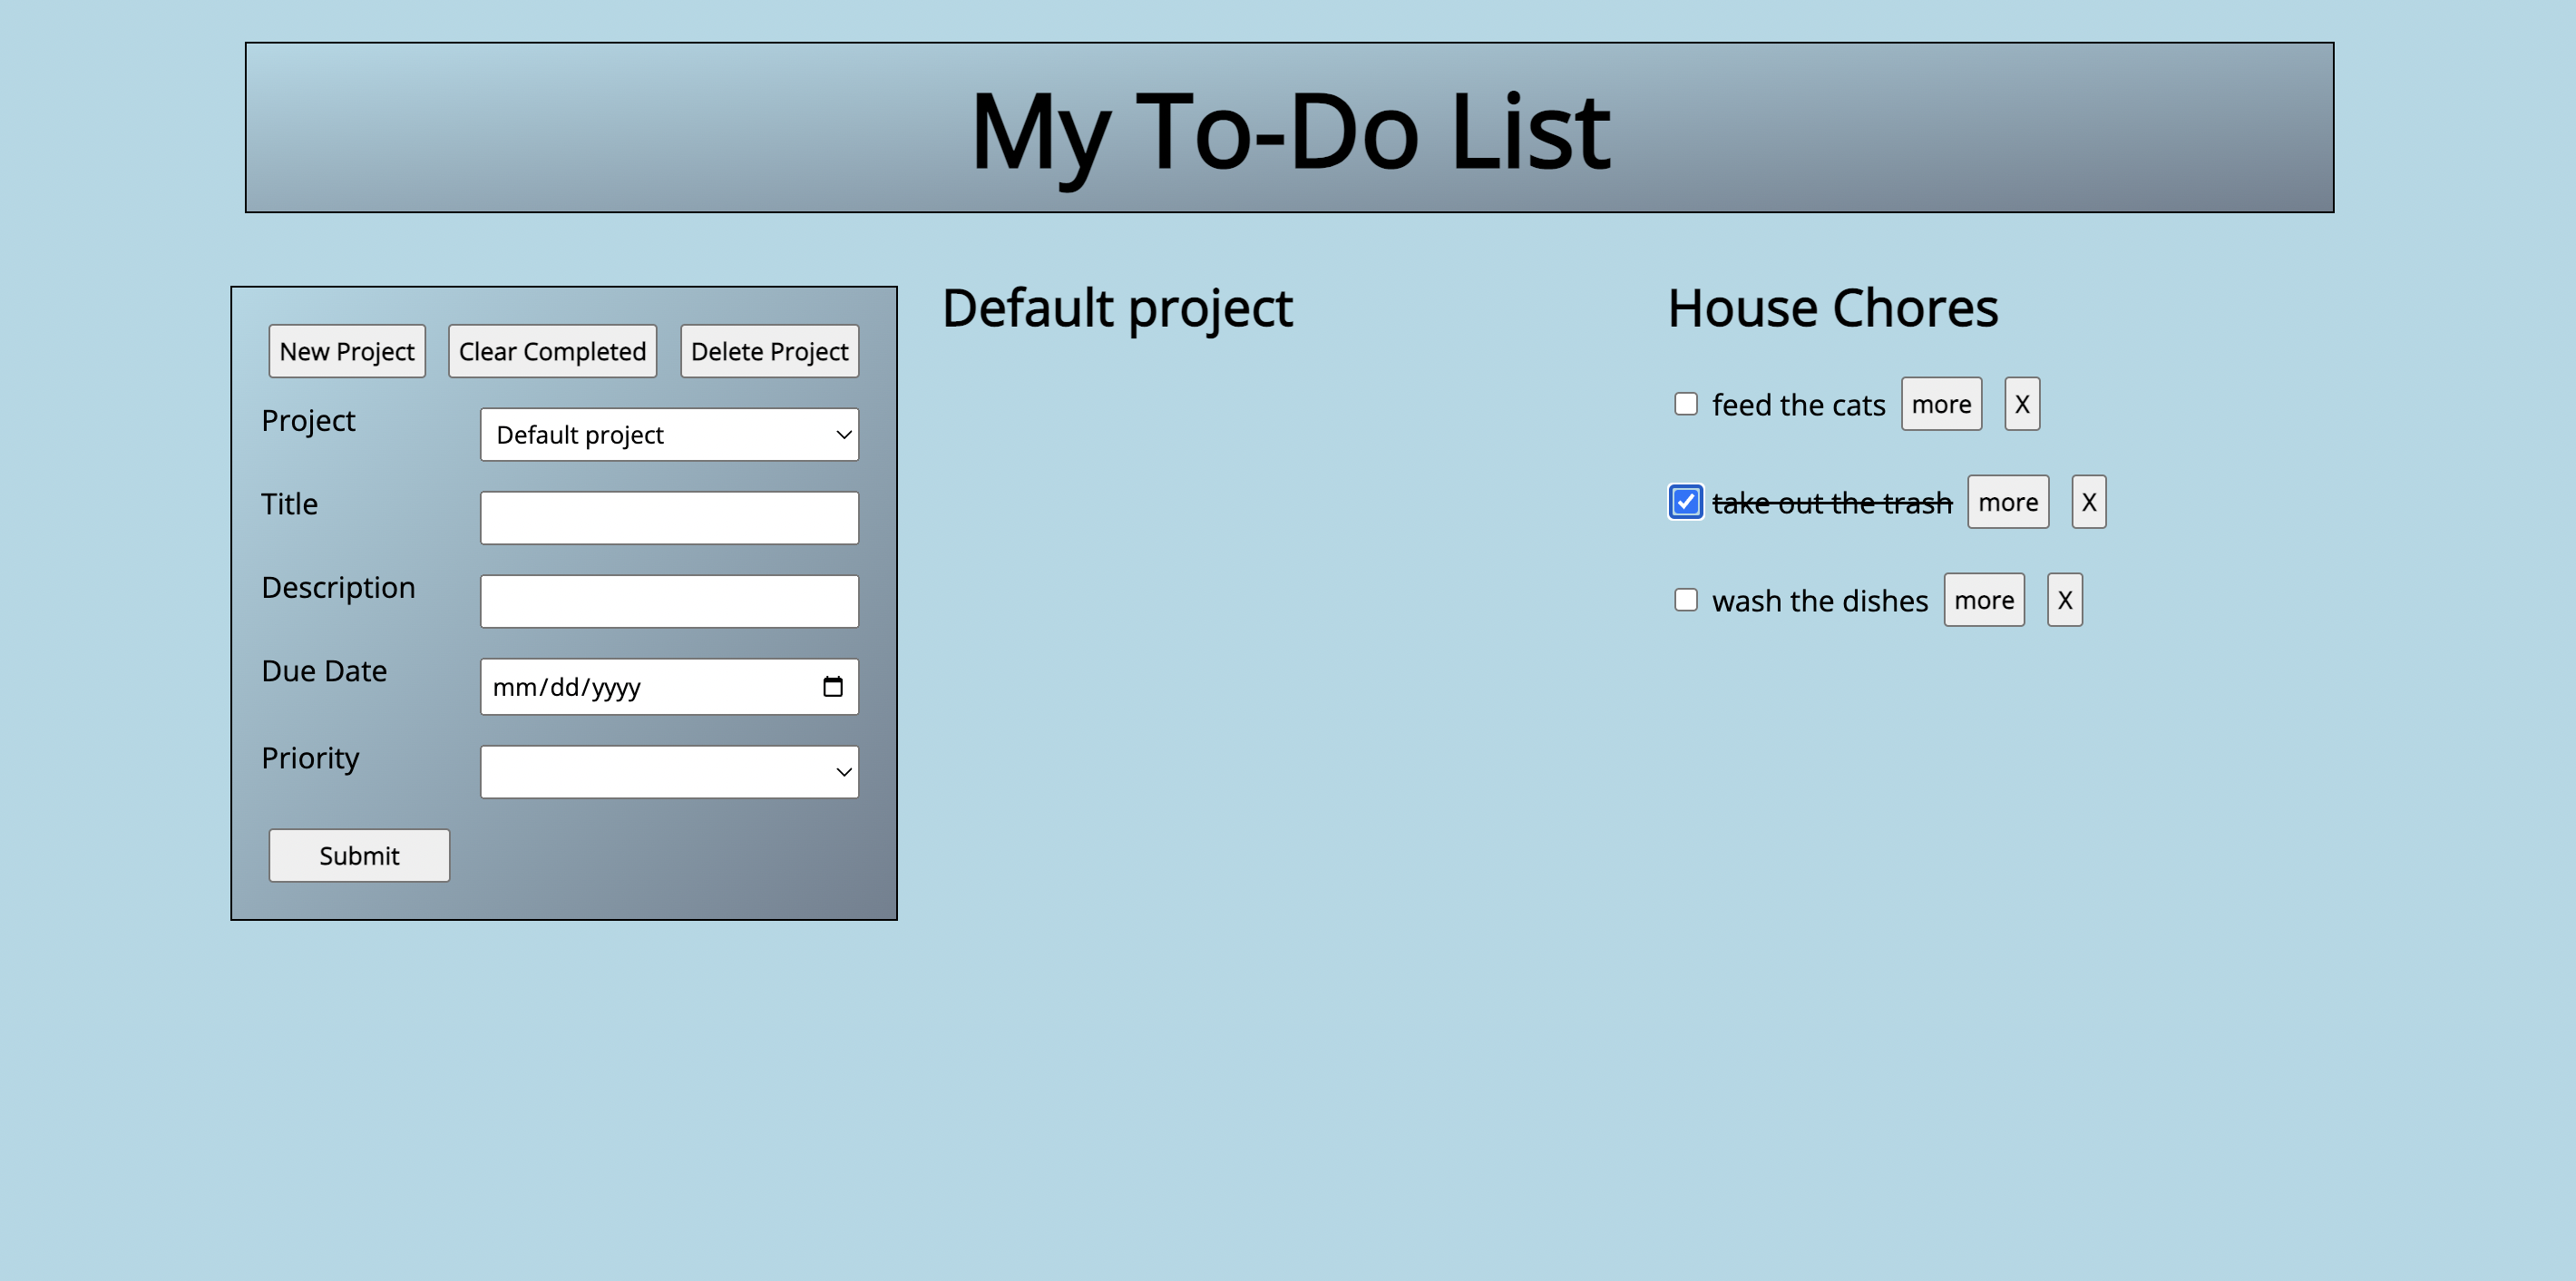 My To-Do List
New Project Clear Completed Delete Project
Project Default project
Title
Description
Due Date mm/dd/yyyy
Priority
Submit
Default project
House Chores
feed the cats more X
take out the trash more X
wash the dishes more X